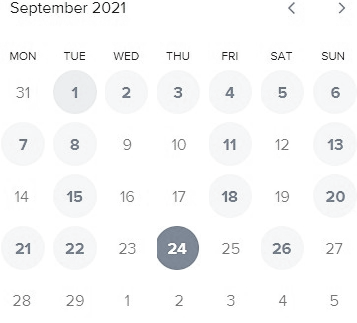 September 2021
MON TUE WED THU FRI SAT SUN
31 1 2 3 4 5 6
7 8 9 10 11 12 13
14 15 16 17 18 19 20
21 22 23 24 25 26 27
28 29 1 2 3 4 5